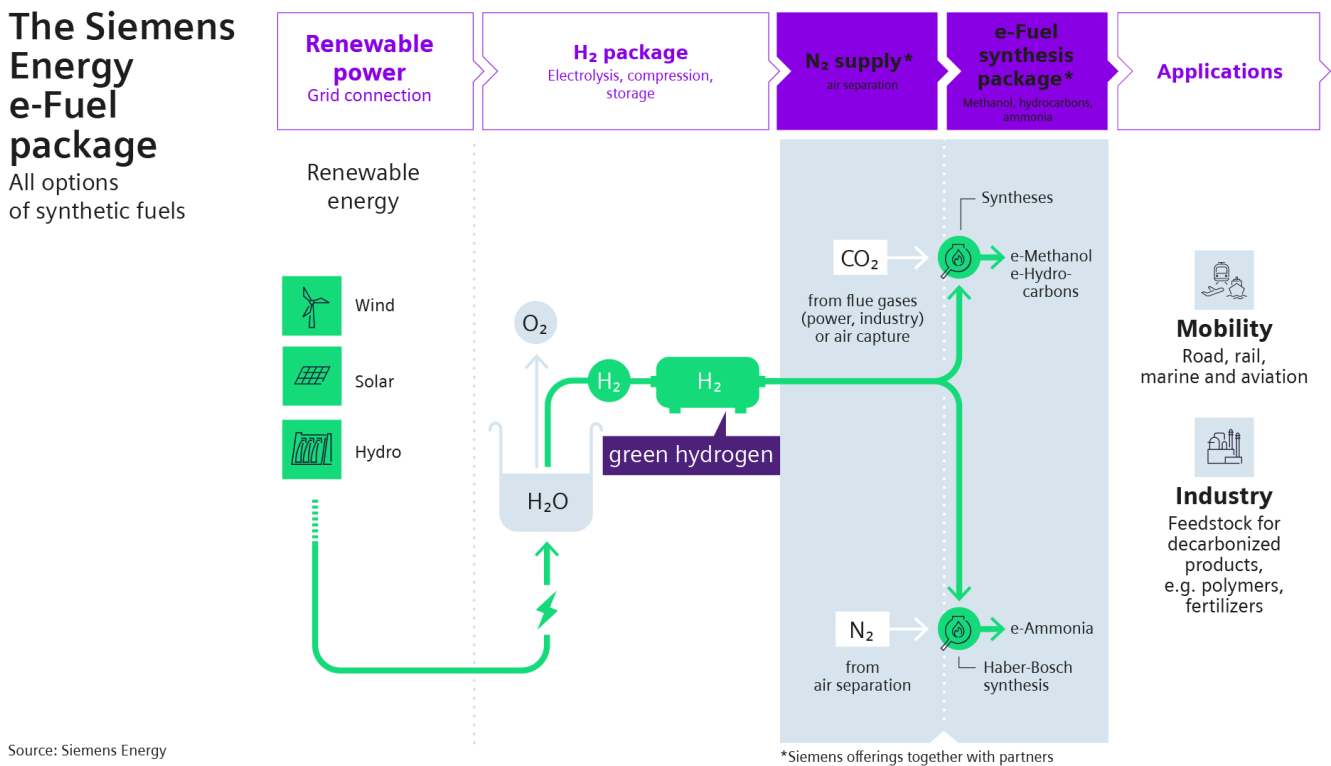 The Siemens
Energy
e-Fuel
package
All options
of synthetic fuels
Renewable
power
Grid connection
H₂ package
Electrolysis, compression,
storage
N₂ supply*
air separation
e-Fuel
synthesis
package*
Methanol, hydrocarbons,
ammonia
Applications
Renewable
energy
Wind
Solar
Hydro
O₂
H₂O
H₂
H₂
green hydrogen
Syntheses
CO₂
from flue gases
(power, industry)
or air capture
e-Methanol
e-Hydro-
carbons
N₂
from
air separation
e-Ammonia
Haber-Bosch
synthesis
Mobility
Road, rail,
marine and aviation
Industry
Feedstock for
decarbonized
products,
e.g. polymers,
fertilizers
Source: Siemens Energy
*Siemens offerings together with partners